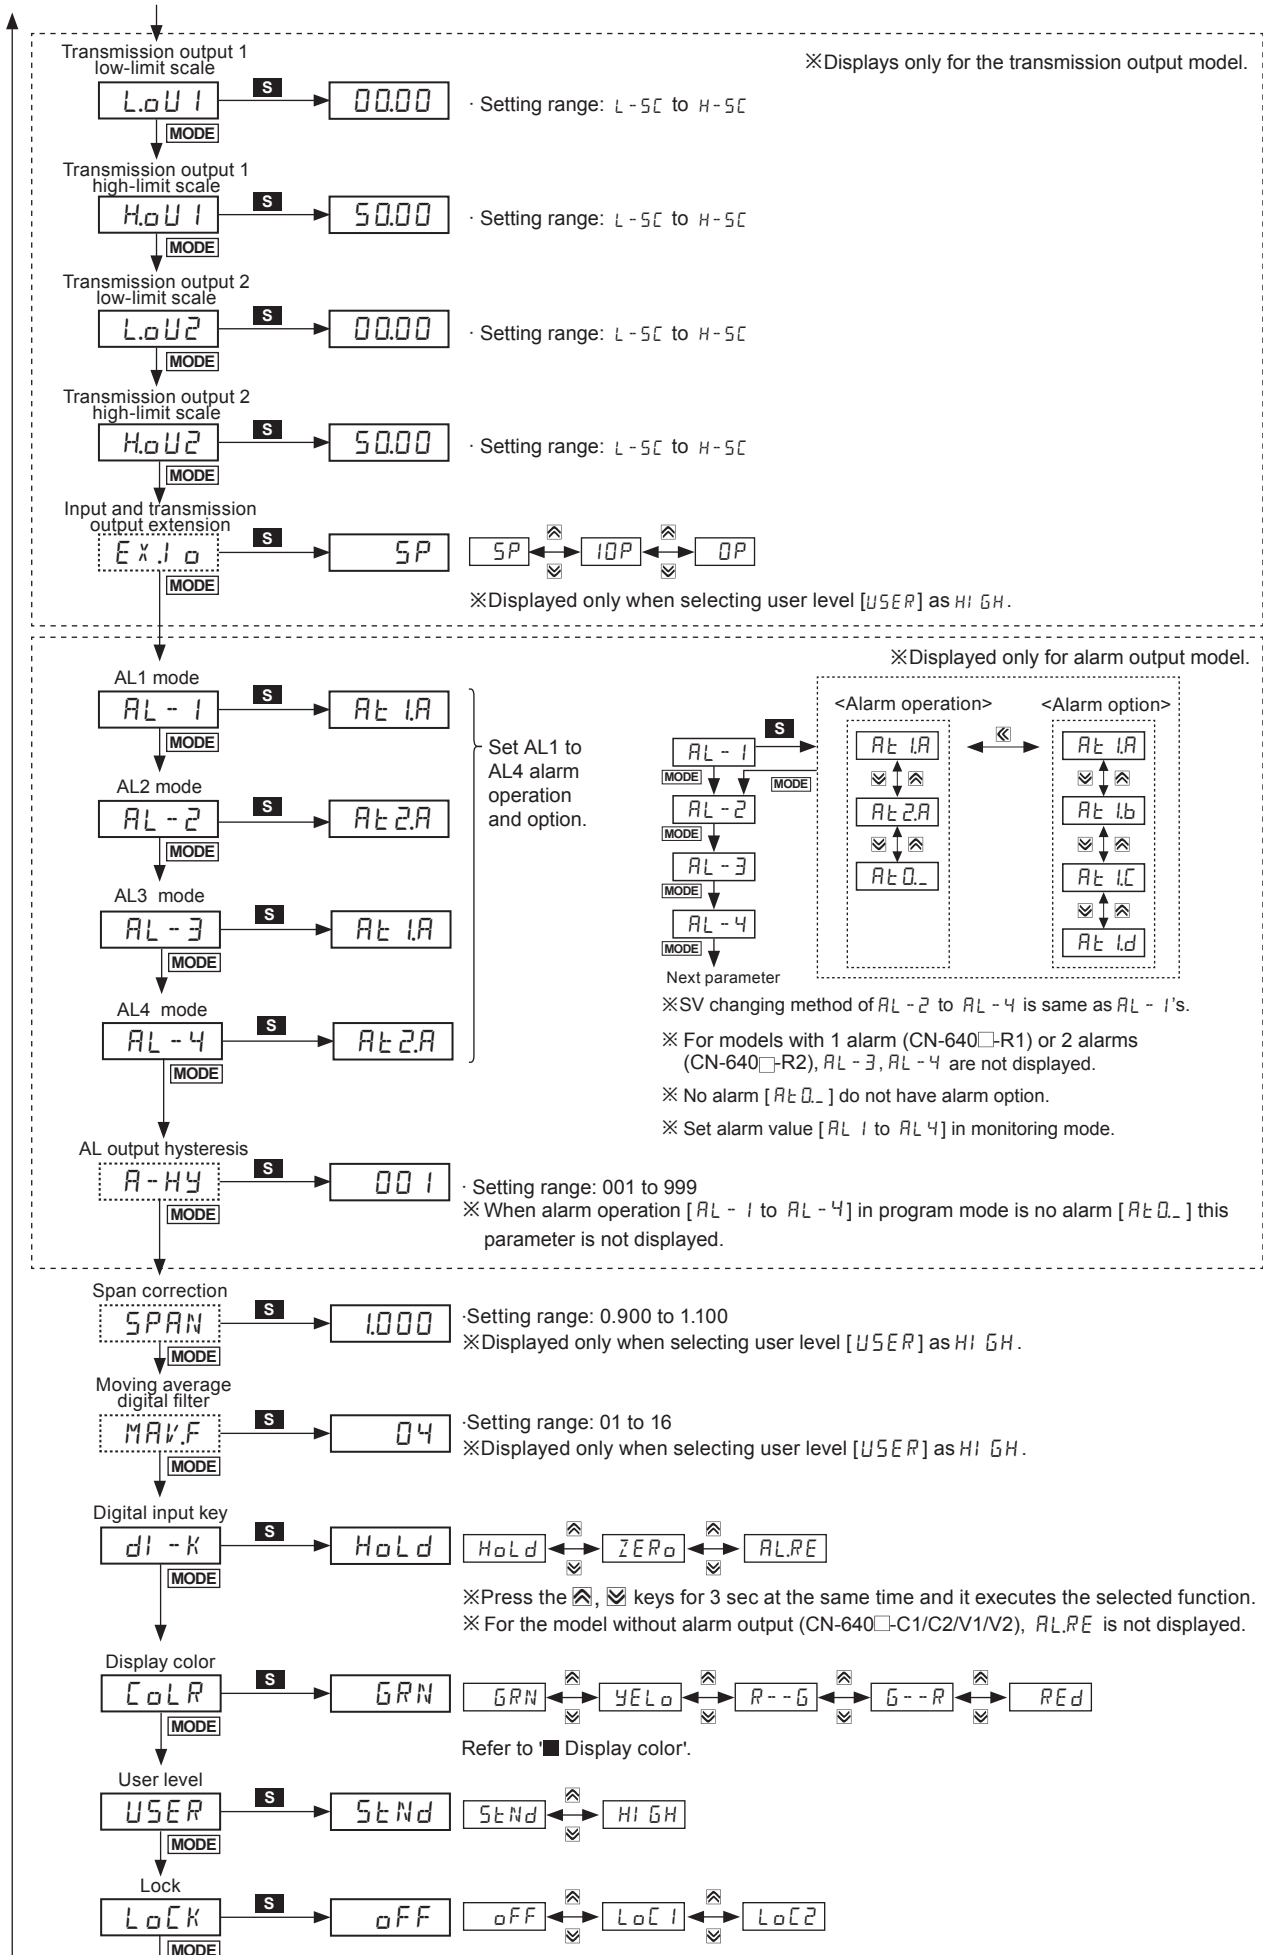 Transmission output 1
low-limit scale
※Displays only for the transmission output model.
L.oU1 S 00.00 · Setting range: L-SC to H-SC
MODE
Transmission output 1
high-limit scale
H.oU1 S 50.00 · Setting range: L-SC to H-SC
MODE
Transmission output 2
low-limit scale
L.oU2 S 00.00 · Setting range: L-SC to H-SC
MODE
Transmission output 2
high-limit scale
H.oU2 S 50.00 · Setting range: L-SC to H-SC
MODE
Input and transmission
output extension
EX.Io S 5P 5P 10P 0P
MODE
※Displayed only when selecting user level [USER] as HIGH.
※Displayed only for alarm output model.
AL1 mode
AL-1 S At1.A
MODE
AL2 mode
AL-2 S At2.A
MODE
AL3 mode
AL-3 S At1.A
MODE
AL4 mode
AL-4 S At2.A
MODE
Set AL1 to
AL4 alarm
operation
and option.
AL-1 S
MODE MODE
AL-2
MODE
AL-3
MODE
AL-4
MODE
Next parameter
<Alarm operation>
At1.A
At2.A
At0._
<Alarm option>
At1.A
At1.b
At1.C
At1.d
※SV changing method of AL-2 to AL-4 is same as AL-1's.
※ For models with 1 alarm (CN-640□-R1) or 2 alarms
(CN-640□-R2), AL-3, AL-4 are not displayed.
※ No alarm [At0._] do not have alarm option.
※ Set alarm value [AL1 to AL4] in monitoring mode.
AL output hysteresis
A-HY S 001 · Setting range: 001 to 999
MODE
※ When alarm operation [AL-1 to AL-4] in program mode is no alarm [At0._] this
parameter is not displayed.
Span correction
SPAN S 1.000 ·Setting range: 0.900 to 1.100
MODE
※Displayed only when selecting user level [USER] as HIGH.
Moving average
digital filter
MAV.F S 04 ·Setting range: 01 to 16
MODE
※Displayed only when selecting user level [USER] as HIGH.
Digital input key
dI-K S HoLd HoLd ZERo AL.RE
MODE
※Press the ︽, ︾ keys for 3 sec at the same time and it executes the selected function.
※ For the model without alarm output (CN-640□-C1/C2/V1/V2), AL.RE is not displayed.
Display color
CoLR S GRN GRN YELo R--G G--R REd
MODE
Refer to '■ Display color'.
User level
USER S StNd StNd HIGH
MODE
Lock
LoCK S oFF oFF LoC1 LoC2
MODE